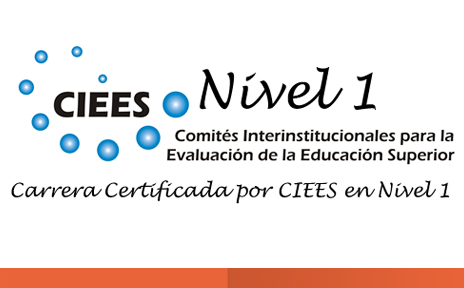 CIEES Nivel 1
Comités Interinstitucionales para la
Evaluación de la Educación Superior
Carrera Certificada por CIEES en Nivel 1